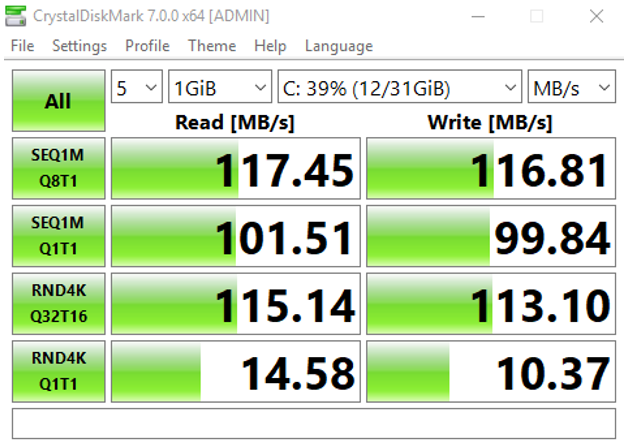 CrystalDiskMark 7.0.0 x64 [ADMIN]
File Settings Profile Theme Help Language
All 5 1GiB C: 39% (12/31GiB) MB/s
Read [MB/s] Write [MB/s]
SEQ1M
Q8T1 117.45 116.81
SEQ1M
Q1T1 101.51 99.84
RND4K
Q32T16 115.14 113.10
RND4K
Q1T1 14.58 10.37